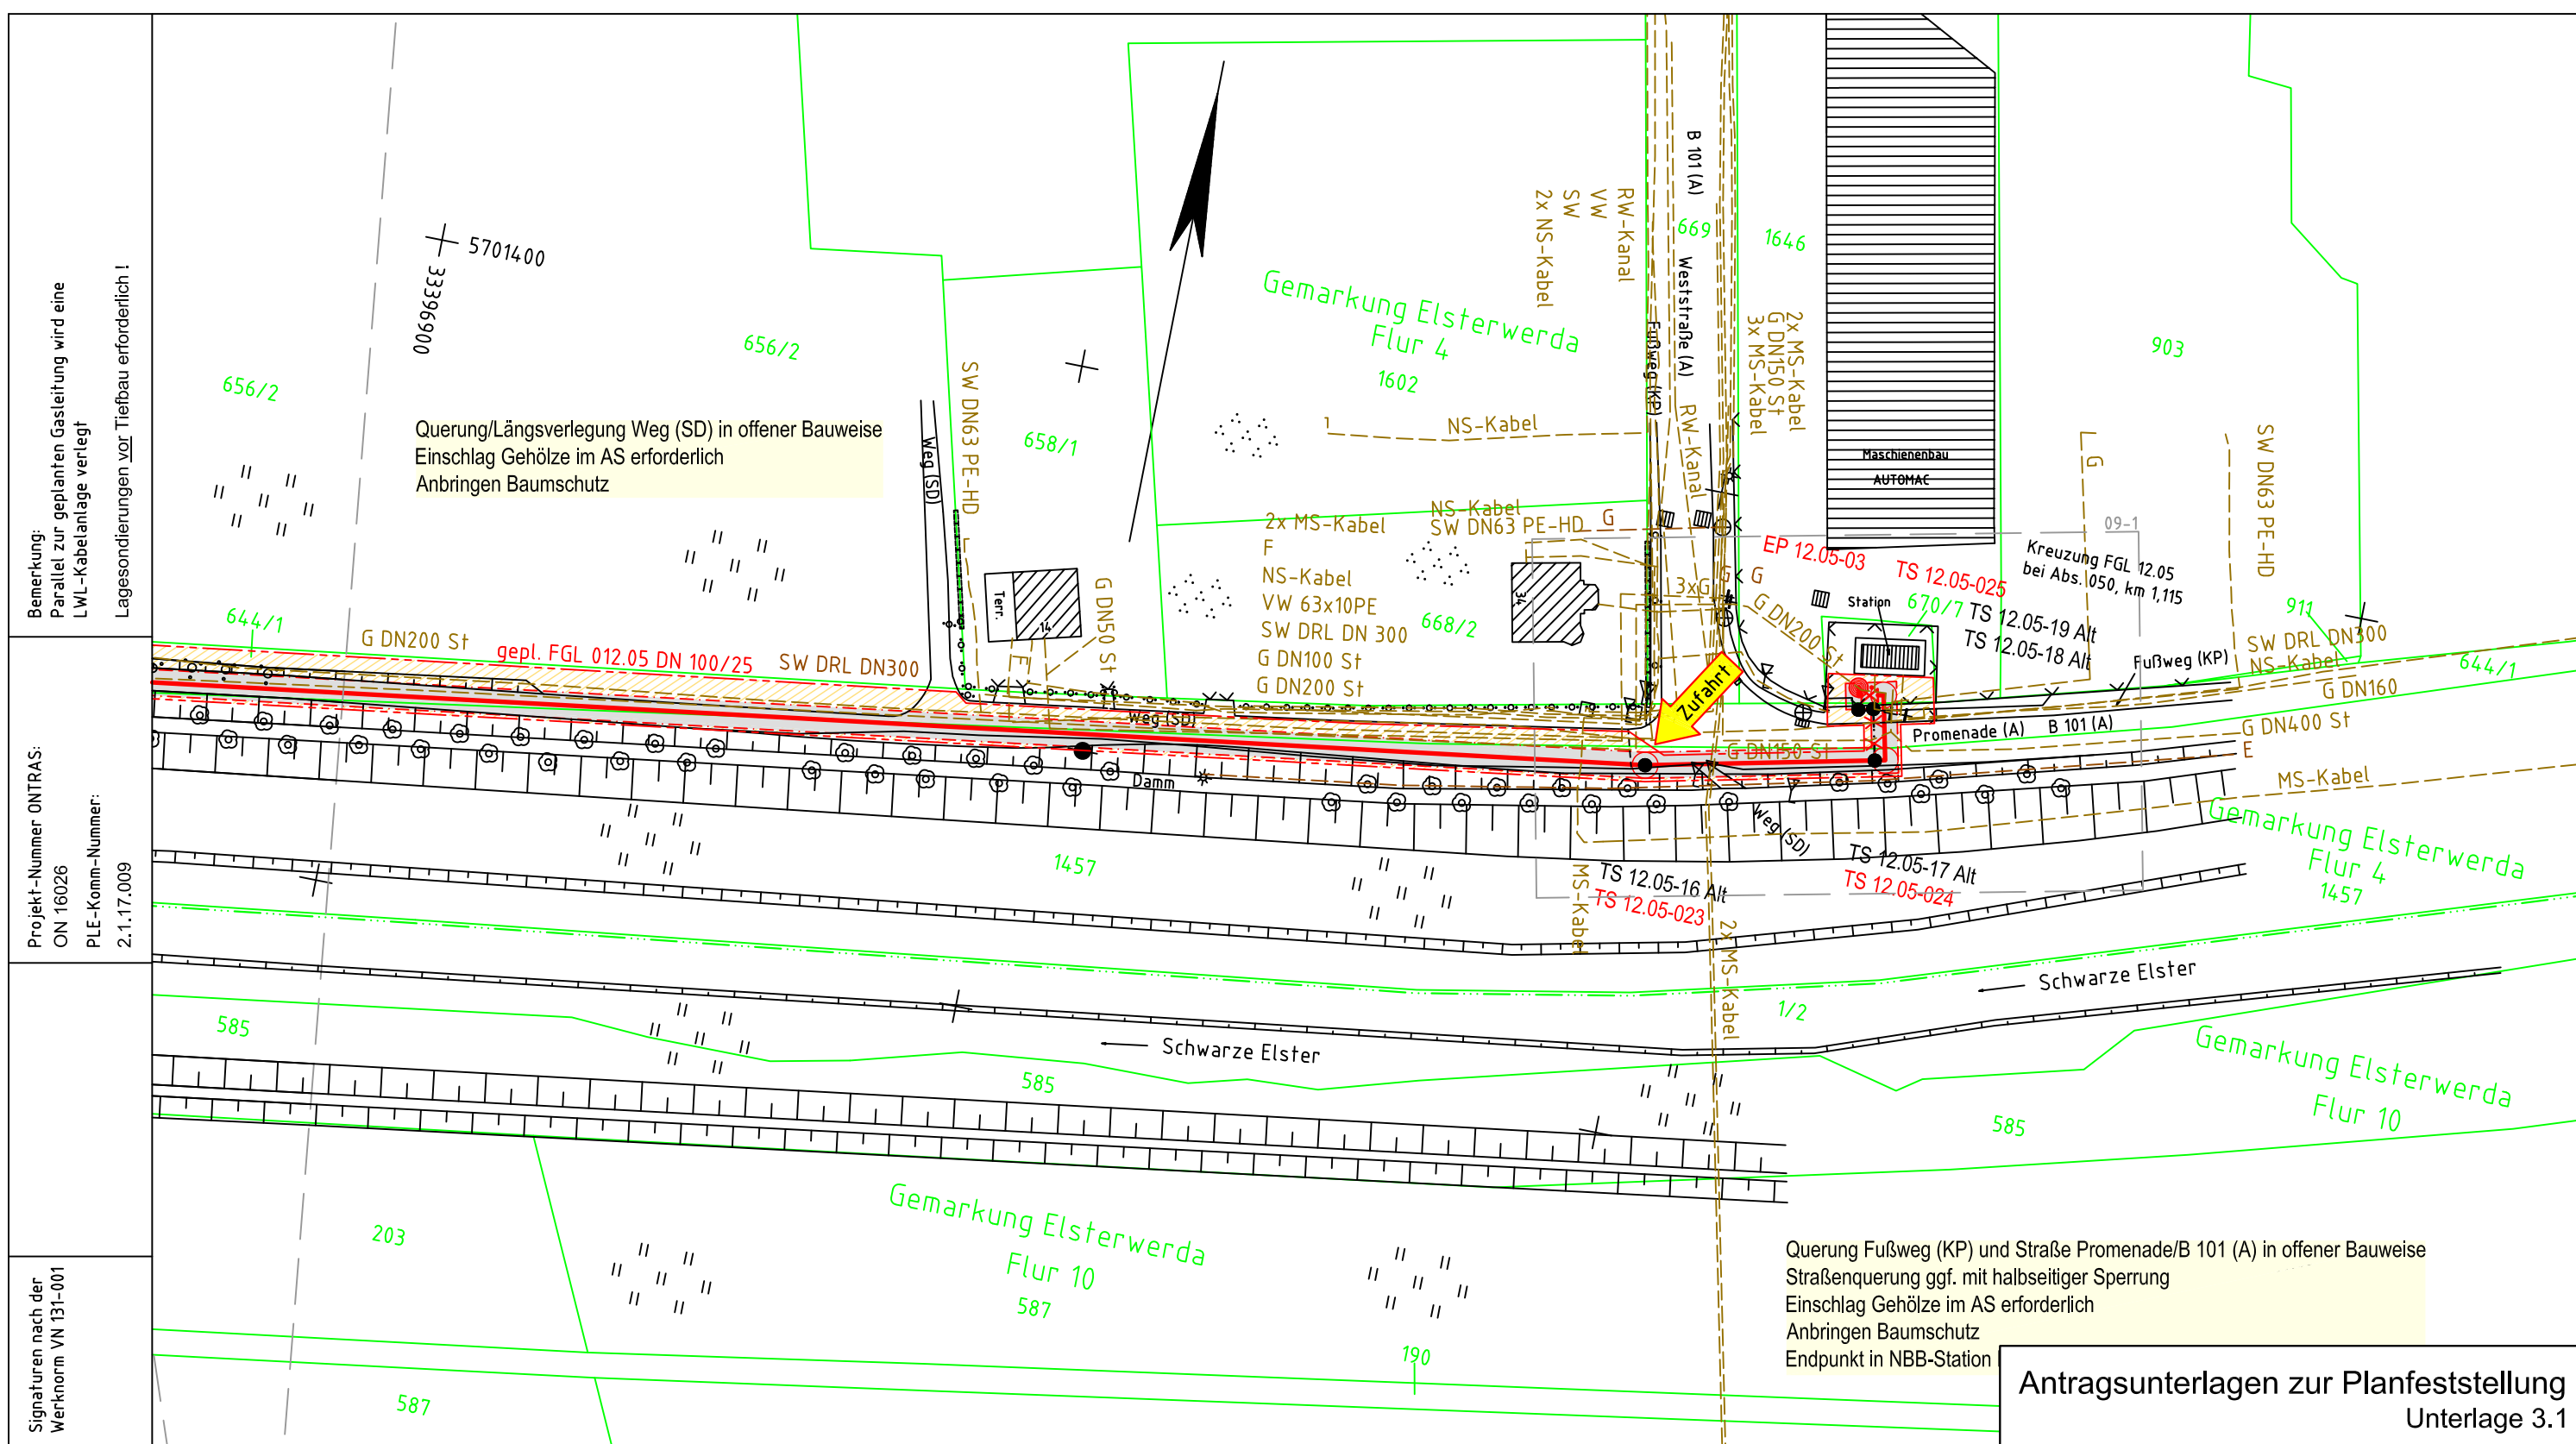 Bemerkung:
Parallel zur geplanten Gasleitung wird eine
LWL-Kabelanlage verlegt
Lagesondierungen vor Tiefbau erforderlich !
Projekt-Nummer ONTRAS:
ON 16026
PLE-Komm-Nummer:
2.1.17.009
Signaturen nach der
Werknorm VN 131-001
5701400
33396900
656/2
656/2
Querung/Längsverlegung Weg (SD) in offener Bauweise
Einschlag Gehölze im AS erforderlich
Anbringen Baumschutz
644/1
G DN200 St
gepl. FGL 012.05 DN 100/25
SW DRL DN300
Weg (SD)
SW DN63 PE-HD
658/1
Terr.
14
G DN50 St
Gemarkung Elsterwerda
Flur 4
1602
NS-Kabel
2x MS-Kabel
F
NS-Kabel
VW 63x10PE
SW DRL DN 300
G DN100 St
G DN200 St
NS-Kabel
SW DN63 PE-HD
G
668/2
34
RW-Kanal
VW
SW
2x NS-Kabel
B 101 (A)
669
Weststraße (A)
Fußweg (KP)
RW-Kanal
1646
2x MS-Kabel
G DN150 St
3x MS-Kabel
Maschienenbau
AUTOMAC
903
G
SW DN63 PE-HD
09-1
EP 12.05-03
TS 12.05-025
Kreuzung FGL 12.05
bei Abs. 050, km 1,115
3xG
G
G
G DN200 St
Station
670/7
TS 12.05-19 Alt
TS 12.05-18 Alt
911
Fußweg (KP)
SW DRL DN300
NS-Kabel
644/1
G DN160
Zufahrt
Weg (SD)
Promenade (A)
B 101 (A)
G DN150 St
G DN400 St
E
MS-Kabel
Damm
Weg (SD)
Gemarkung Elsterwerda
Flur 4
1457
1457
TS 12.05-16 Alt
TS 12.05-023
TS 12.05-17 Alt
TS 12.05-024
MS-Kabel
2x MS-Kabel
Schwarze Elster
1/2
585
Schwarze Elster
585
Gemarkung Elsterwerda
Flur 10
585
203
Gemarkung Elsterwerda
Flur 10
587
190
587
Querung Fußweg (KP) und Straße Promenade/B 101 (A) in offener Bauweise
Straßenquerung ggf. mit halbseitiger Sperrung
Einschlag Gehölze im AS erforderlich
Anbringen Baumschutz
Endpunkt in NBB-Station
Antragsunterlagen zur Planfeststellung
Unterlage 3.1